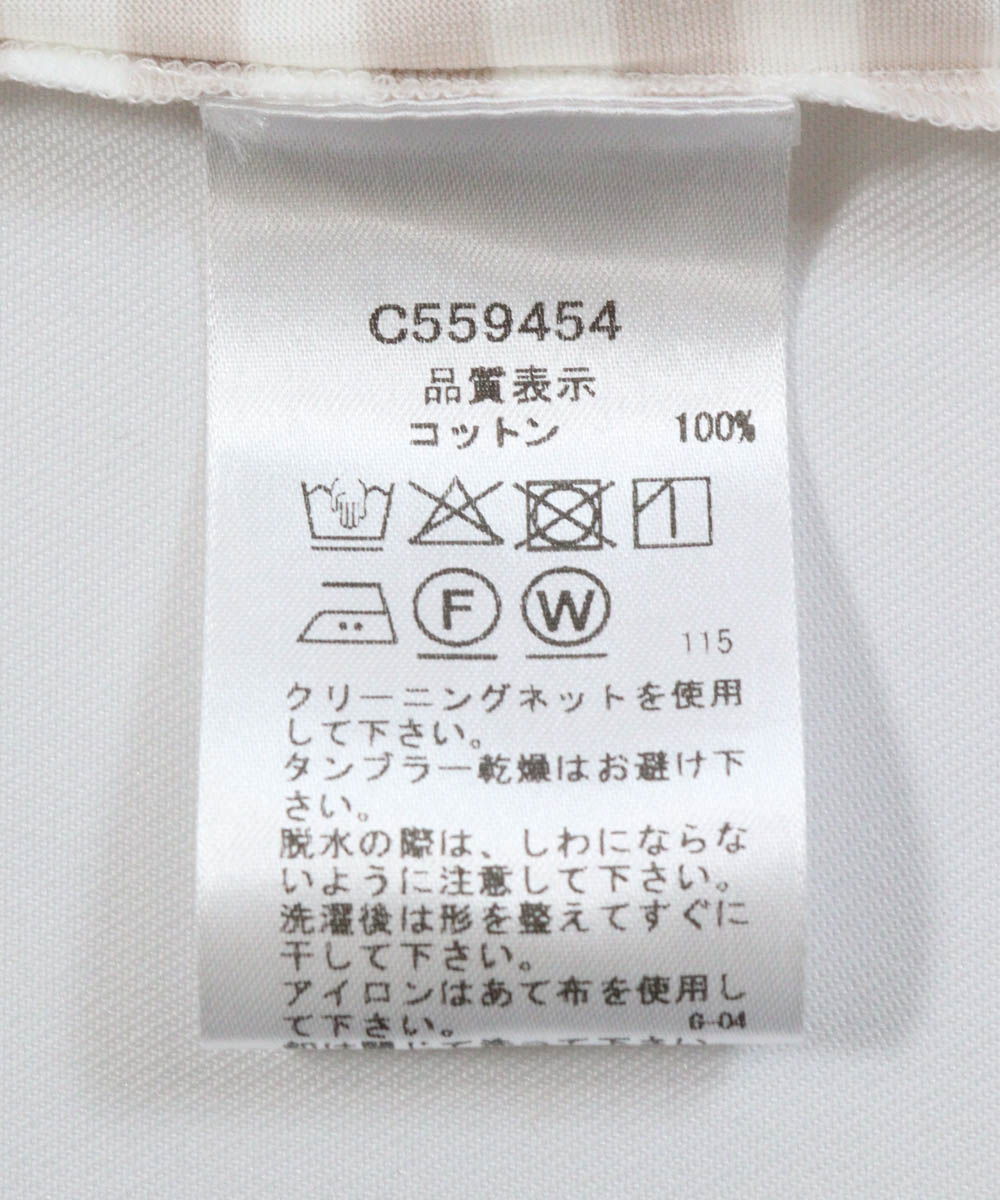 C559454
品質表示
コットン 100%
F W 115
クリーニングネットを使用
して下さい。
タンブラー乾燥はお避け下
さい。
脱水の際は、しわにならな
いように注意して下さい。
洗濯後は形を整えてすぐに
干して下さい。
アイロンはあて布を使用し
て下さい。 G-04